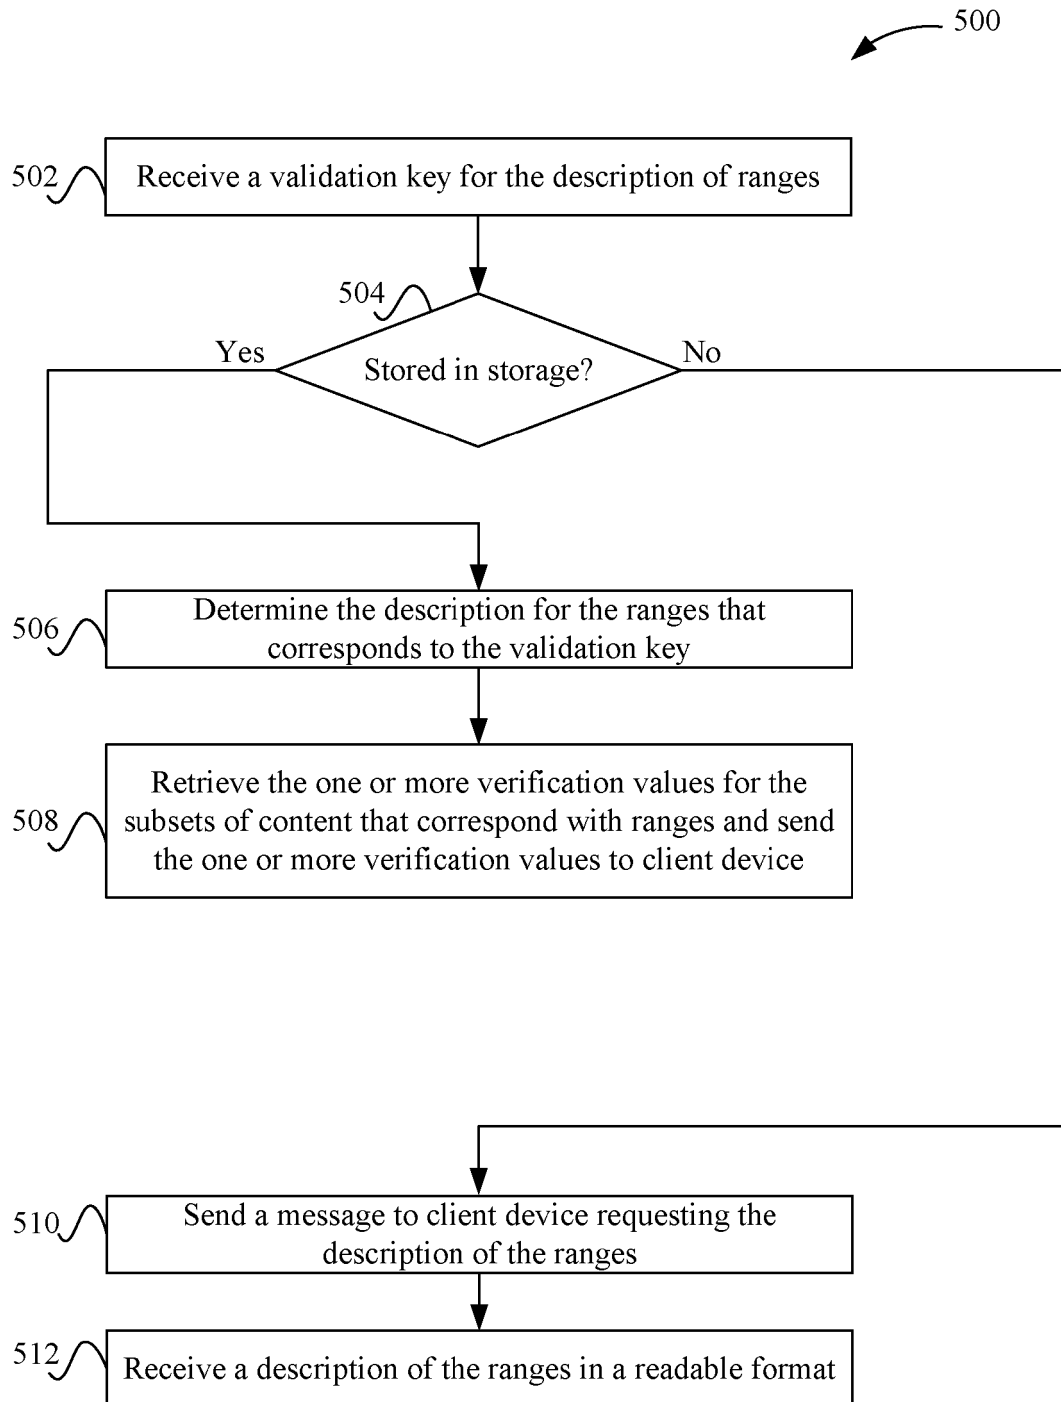 500
502
Receive a validation key for the description of ranges
504
Yes
Stored in storage?
No
506
Determine the description for the ranges that
corresponds to the validation key
508
Retrieve the one or more verification values for the
subsets of content that correspond with ranges and send
the one or more verification values to client device
510
Send a message to client device requesting the
description of the ranges
512
Receive a description of the ranges in a readable format